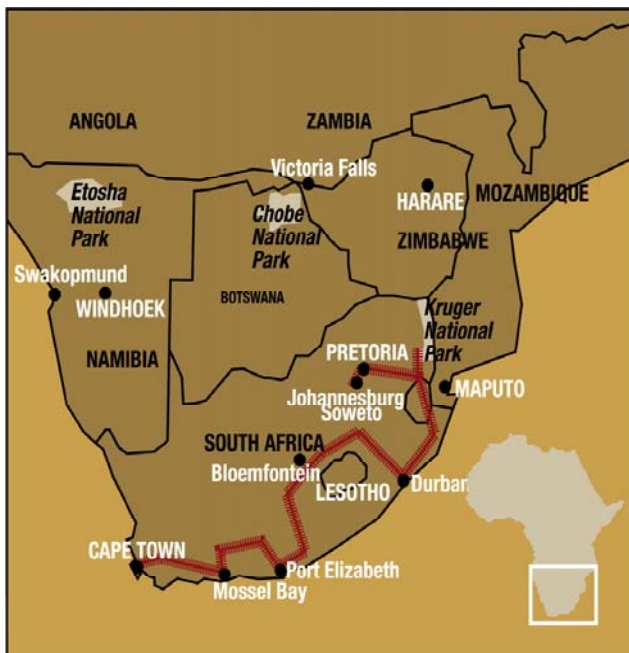 ANGOLA
ZAMBIA
Victoria Falls
Etosha
National
Park
Chobe
National
Park
HARARE
MOZAMBIQUE
ZIMBABWE
Swakopmund
WINDHOEK
BOTSWANA
Kruger
National
Park
NAMIBIA
PRETORIA
MAPUTO
Johannesburg
Soweto
SOUTH AFRICA
Bloemfontein
LESOTHO
Durban
CAPE TOWN
Port Elizabeth
Mossel Bay